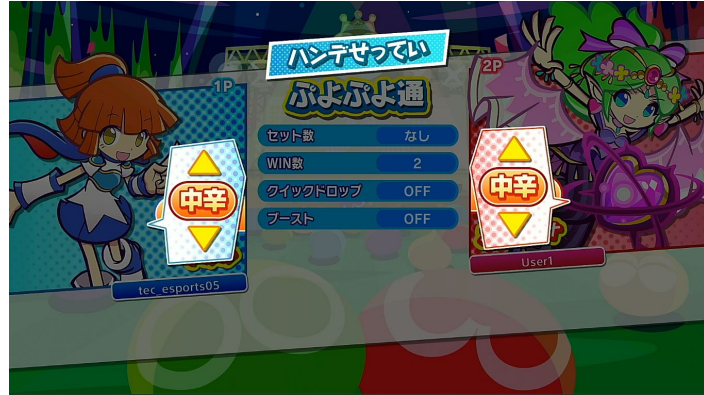 ハンデせってい
1P
2P
ぷよぷよ通
セット数 なし
WIN数 2
クイックドロップ OFF
ブースト OFF
中辛
中辛
tec_esports05
User1